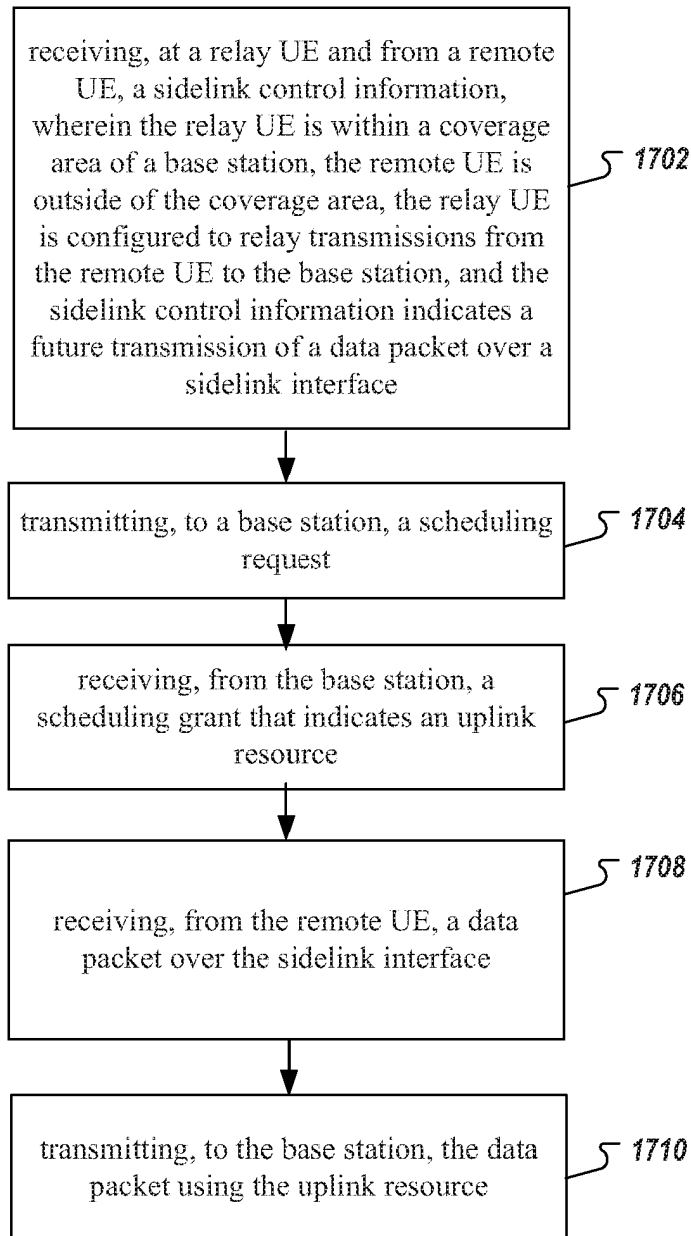 receiving, at a relay UE and from a remote
UE, a sidelink control information,
wherein the relay UE is within a coverage
area of a base station, the remote UE is
outside of the coverage area, the relay UE
is configured to relay transmissions from
the remote UE to the base station, and the
sidelink control information indicates a
future transmission of a data packet over a
sidelink interface
1702
transmitting, to a base station, a scheduling
request
1704
receiving, from the base station, a
scheduling grant that indicates an uplink
resource
1706
receiving, from the remote UE, a data
packet over the sidelink interface
1708
transmitting, to the base station, the data
packet using the uplink resource
1710